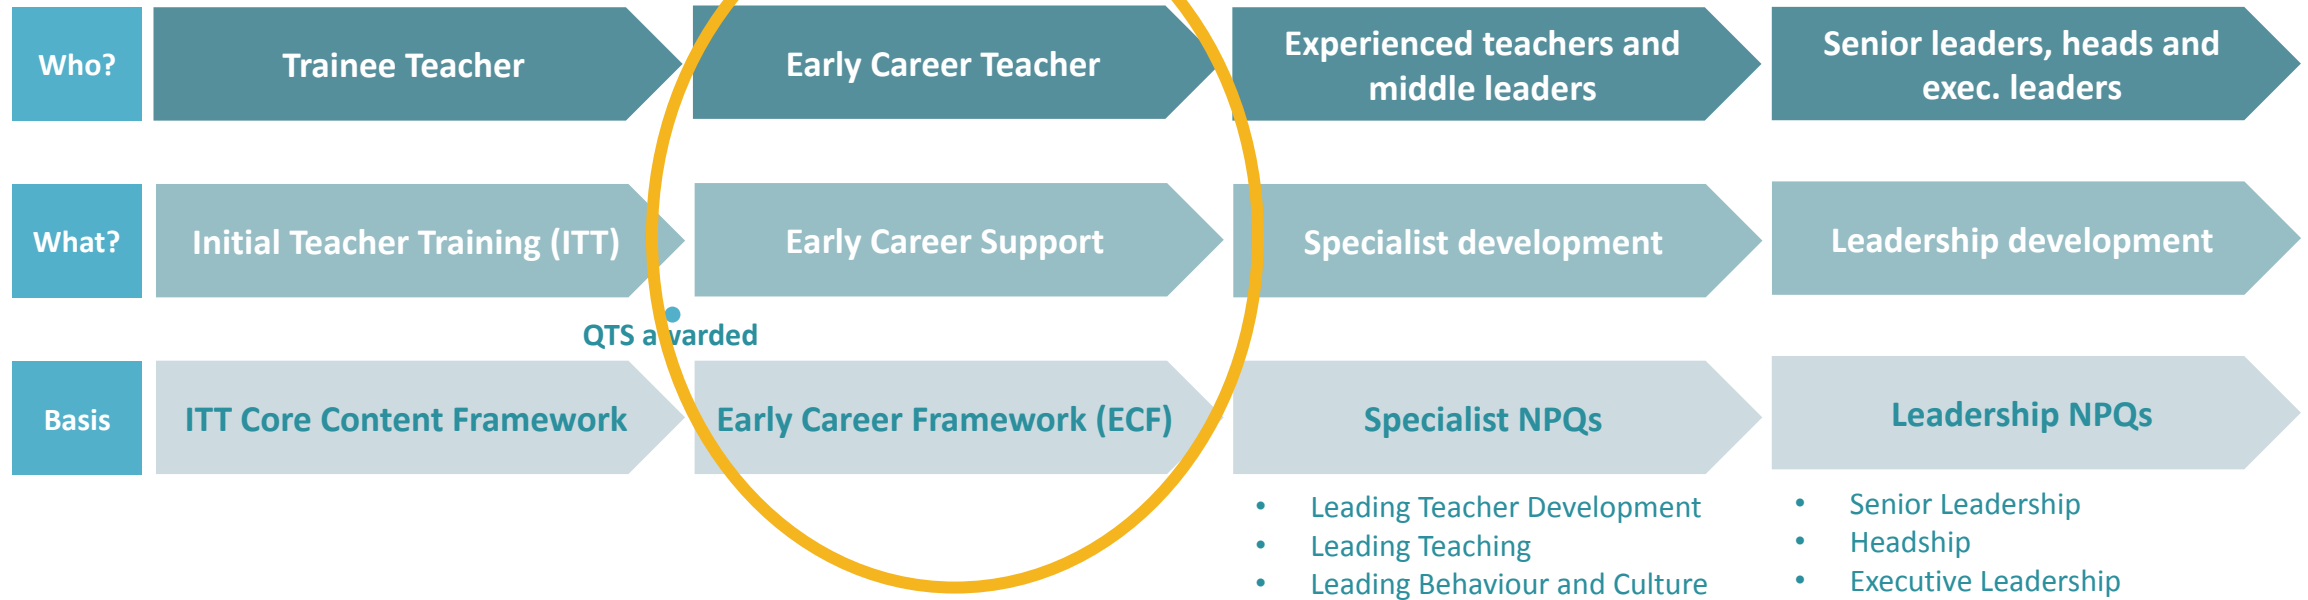 Who?
Trainee Teacher
Early Career Teacher
Experienced teachers and
middle leaders
Senior leaders, heads and
exec. leaders
What?
Initial Teacher Training (ITT)
Early Career Support
Specialist development
Leadership development
QTS awarded
Basis
ITT Core Content Framework
Early Career Framework (ECF)
Specialist NPQs
Leadership NPQs
• Leading Teacher Development
• Leading Teaching
• Leading Behaviour and Culture
• Senior Leadership
• Headship
• Executive Leadership